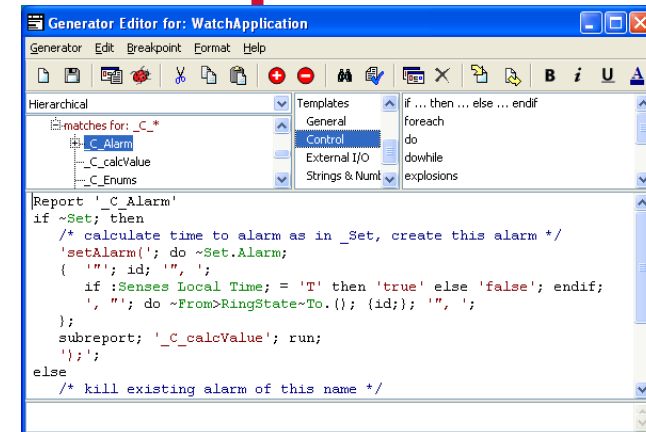 Generator Editor for: WatchApplication
Generator Edit Breakpoint Format Help
B i U A
Hierarchical
matches for: _C_*
_C_Alarm
_C_calcValue
_C_Enums
Templates
General
Control
External I/O
Strings & Numb
if ... then ... else ... endif
foreach
do
dowhile
explosions
Report '_C_Alarm'
if ~Set; then
/* calculate time to alarm as in _Set, create this alarm */
'setAlarm('; do ~Set.Alarm;
{ '"'; id; '", ';
if :Senses Local Time; = 'T' then 'true' else 'false'; endif;
', "'; do ~From>RingState~To.(); {id;}; '", ';
};
subreport; '_C_calcValue'; run;
');';
else
/* kill existing alarm of this name */